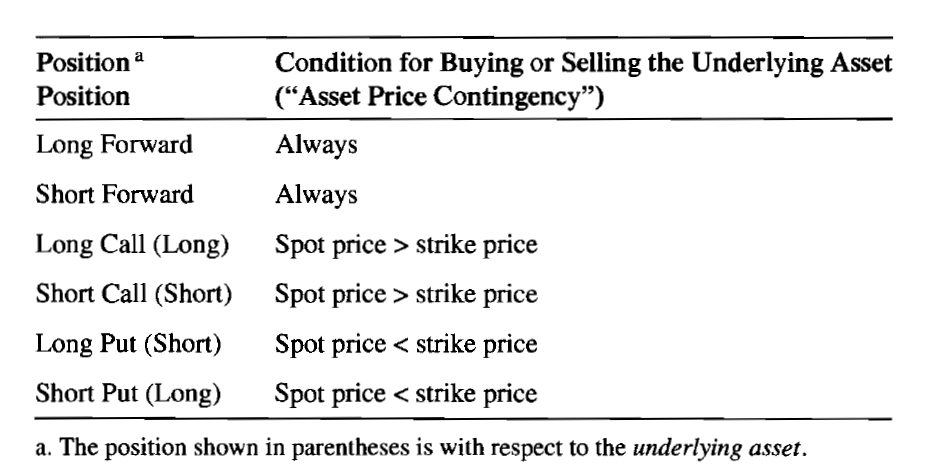 Position a Condition for Buying or Selling the Underlying Asset
Position (“Asset Price Contingency”)
Long Forward Always
Short Forward Always
Long Call (Long) Spot price > strike price
Short Call (Short) Spot price > strike price
Long Put (Short) Spot price < strike price
Short Put (Long) Spot price < strike price
a. The position shown in parentheses is with respect to the underlying asset.